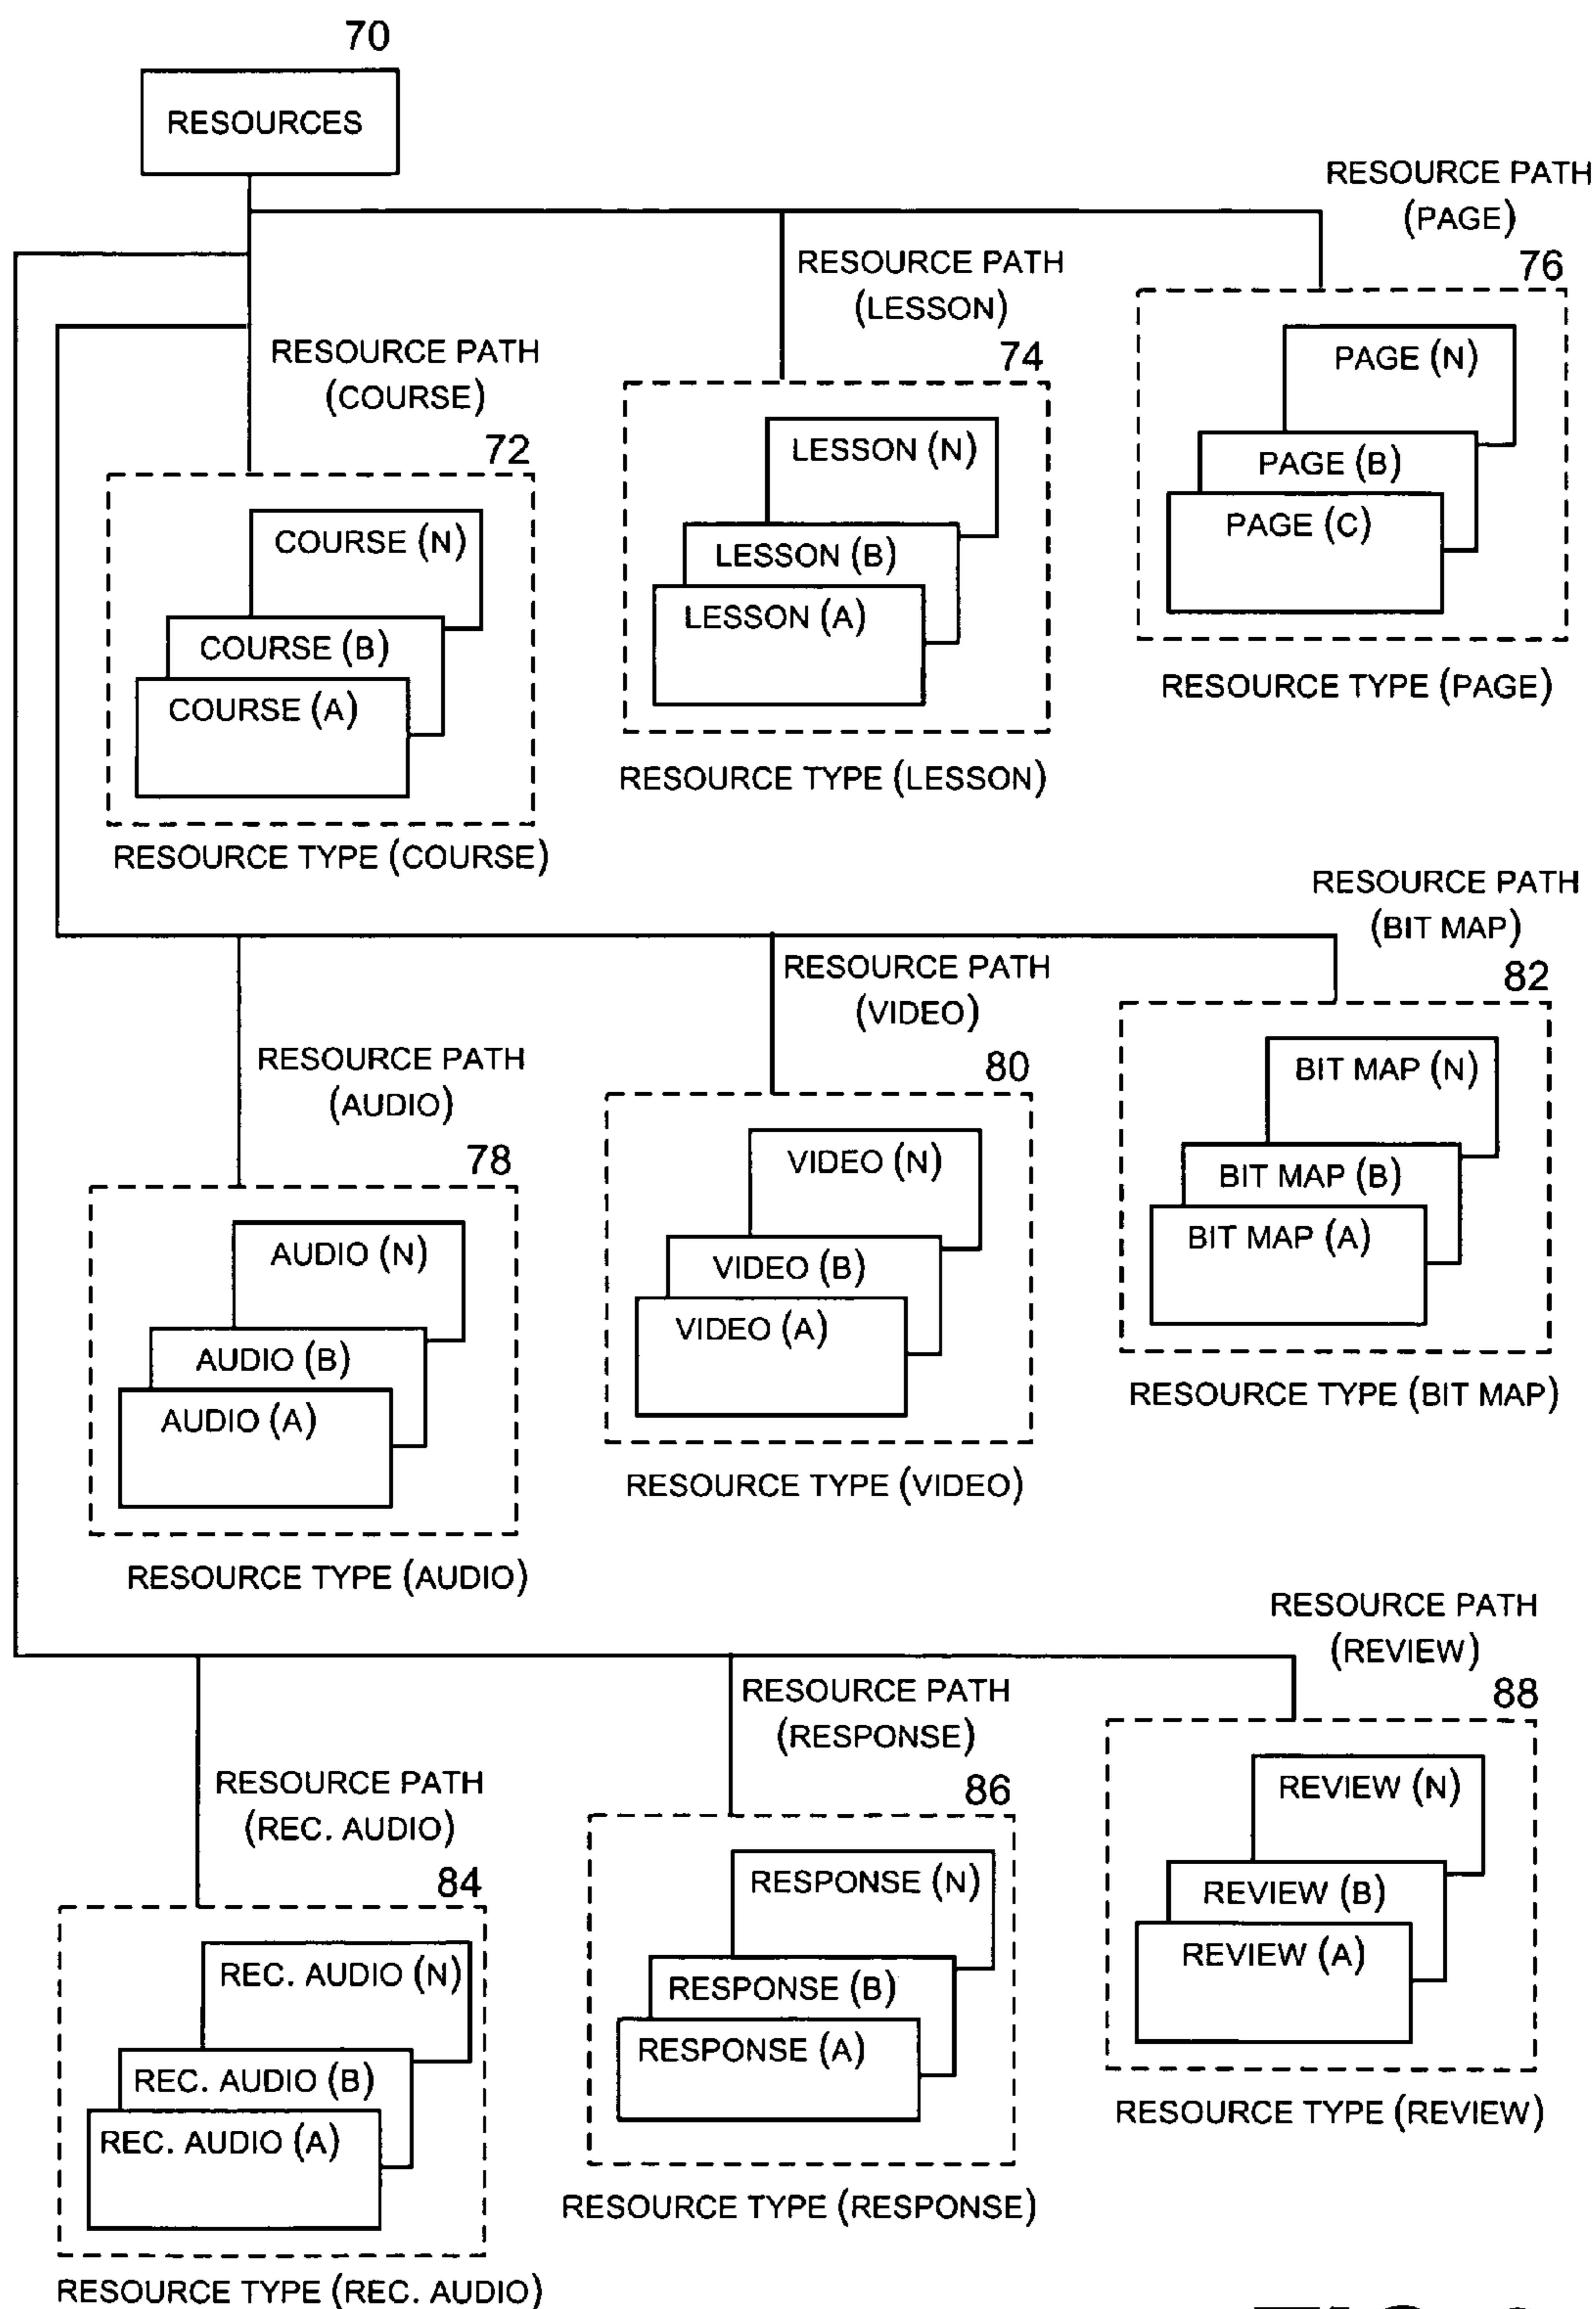 70
RESOURCES
RESOURCE PATH
(PAGE)
76
PAGE (N)
PAGE (B)
PAGE (C)
RESOURCE TYPE (PAGE)
RESOURCE PATH
(LESSON)
74
LESSON (N)
LESSON (B)
LESSON (A)
RESOURCE TYPE (LESSON)
RESOURCE PATH
(COURSE)
72
COURSE (N)
COURSE (B)
COURSE (A)
RESOURCE TYPE (COURSE)
RESOURCE PATH
(BIT MAP)
82
BIT MAP (N)
BIT MAP (B)
BIT MAP (A)
RESOURCE TYPE (BIT MAP)
RESOURCE PATH
(VIDEO)
80
VIDEO (N)
VIDEO (B)
VIDEO (A)
RESOURCE TYPE (VIDEO)
RESOURCE PATH
(AUDIO)
78
AUDIO (N)
AUDIO (B)
AUDIO (A)
RESOURCE TYPE (AUDIO)
RESOURCE PATH
(REVIEW)
88
REVIEW (N)
REVIEW (B)
REVIEW (A)
RESOURCE TYPE (REVIEW)
RESOURCE PATH
(RESPONSE)
86
RESPONSE (N)
RESPONSE (B)
RESPONSE (A)
RESOURCE TYPE (RESPONSE)
RESOURCE PATH
(REC. AUDIO)
84
REC. AUDIO (N)
REC. AUDIO (B)
REC. AUDIO (A)
RESOURCE TYPE (REC. AUDIO)